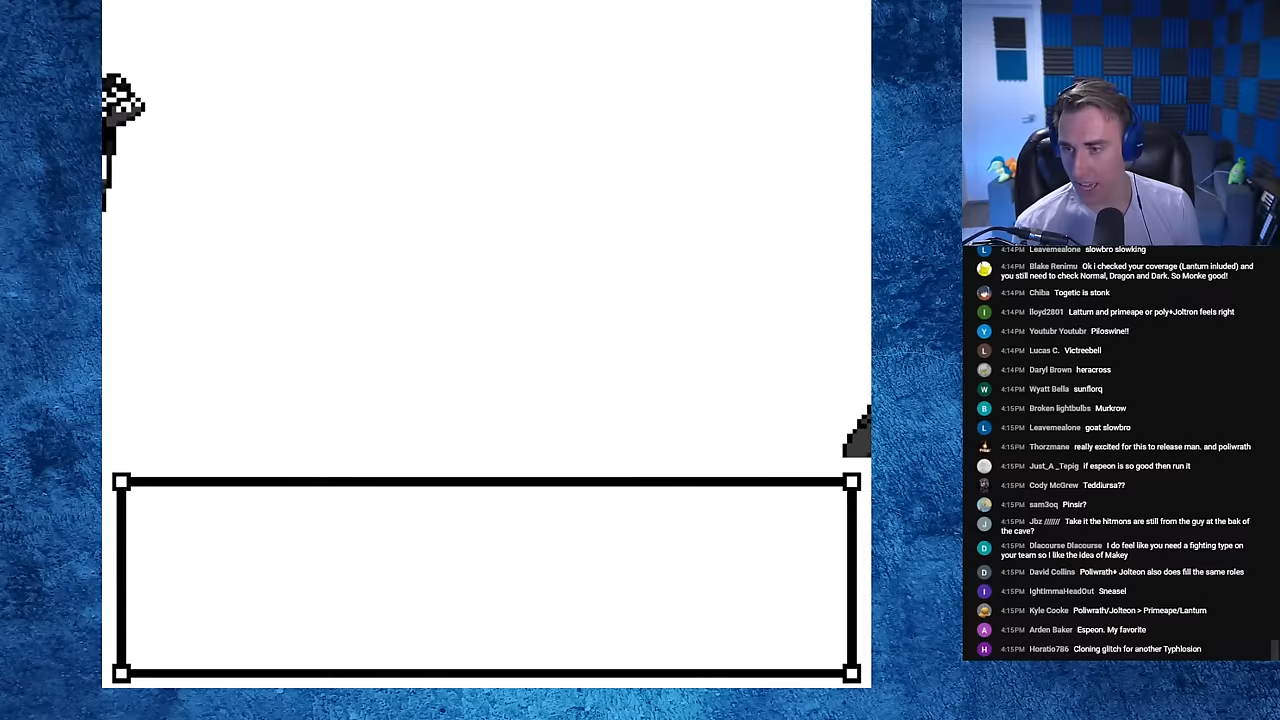 L 4:14PM Leavemealone slowbro slowking
4:14PM Blake Renimu Ok i checked your coverage (Lanturn inluded) and
you still need to check Normal, Dragon and Dark. So Monke good!
4:14PM Chiba Togetic is stonk
l 4:14PM lloyd2801 Latturn and primeape or poly+Joltron feels right
Y 4:14PM Youtubr Youtubr Piloswine!!
L 4:14PM Lucas C. Victreebell
4:14PM Daryl Brown heracross
W 4:14PM Wyatt Bella sunflorq
B 4:15PM Broken lightbulbs Murkrow
L 4:15PM Leavemealone goat slowbro
4:15PM Thorzmane really excited for this to release man. and poliwrath
4:15PM Just_A_Tepig if espeon is so good then run it
4:15PM Cody McGrew Teddiursa??
4:15PM sam3oq Pinsir?
J 4:15PM Jbz /////// Take it the hitmons are still from the guy at the bak of
the cave?
D 4:15PM Dlacourse Dlacourse I do feel like you need a fighting type on
your team so I like the idea of Makey
D 4:15PM David Collins Poliwrath+ Jolteon also does fill the same roles
I 4:15PM IghtImmaHeadOut Sneasel
4:15PM Kyle Cooke Poliwrath/Jolteon > Primeape/Lanturn
A 4:15PM Arden Baker Espeon. My favorite
H 4:15PM Horatio786 Cloning glitch for another Typhlosion